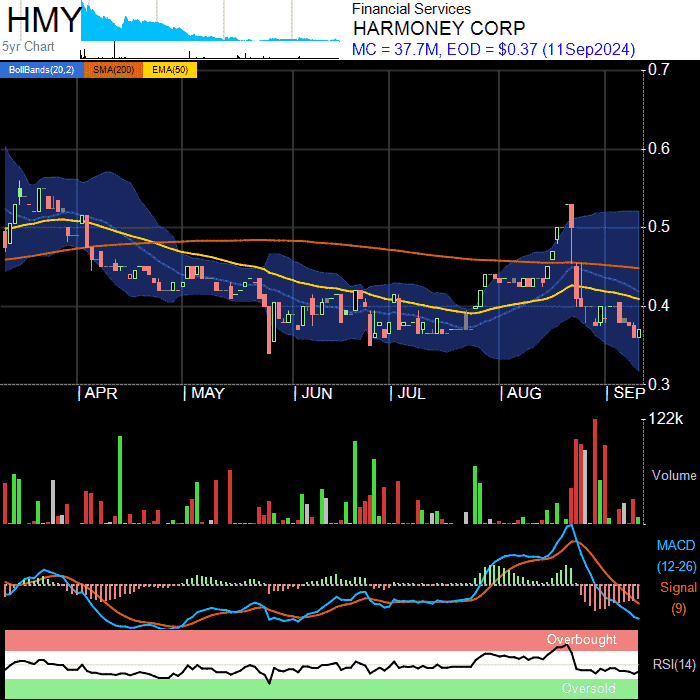 HMY
5yr Chart
Financial Services
HARMONEY CORP
MC = 37.7M, EOD = $0.37 (11Sep2024)
BollBands(20,2) SMA(200) EMA(50)
0.7
0.6
0.5
0.4
0.3
APR MAY JUN JUL AUG SEP
122k
Volume
MACD
(12-26)
Signal
(9)
Overbought
RSI(14)
Oversold